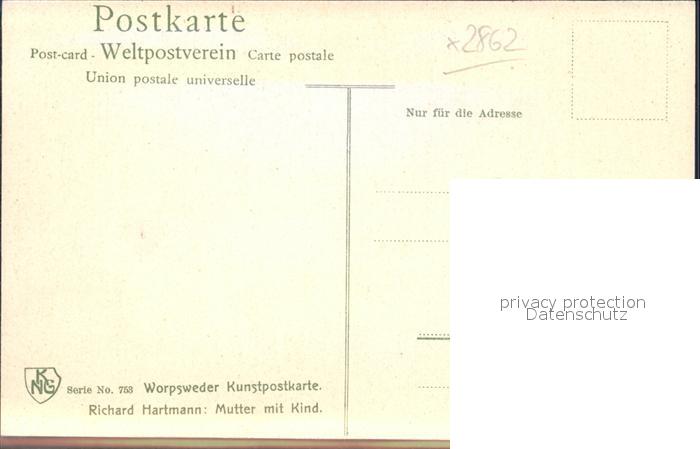 Postkarte
Post-card - Weltpostverein Carte postale
Union postale universelle
x2862
Nur für die Adresse
privacy protection
Datenschutz
KNG
Serie No. 753 Worpsweder Kunstpostkarte.
Richard Hartmann: Mutter mit Kind.